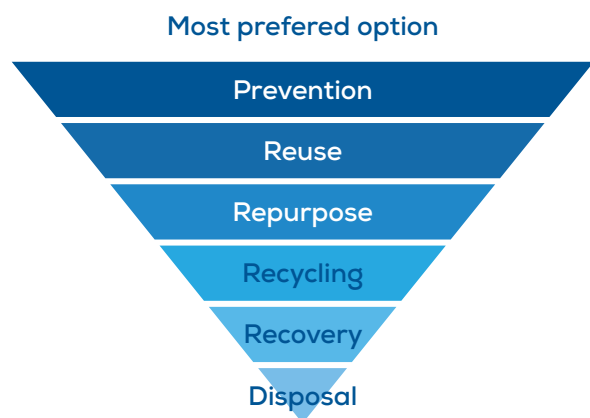 Most prefered option
Prevention
Reuse
Repurpose
Recycling
Recovery
Disposal